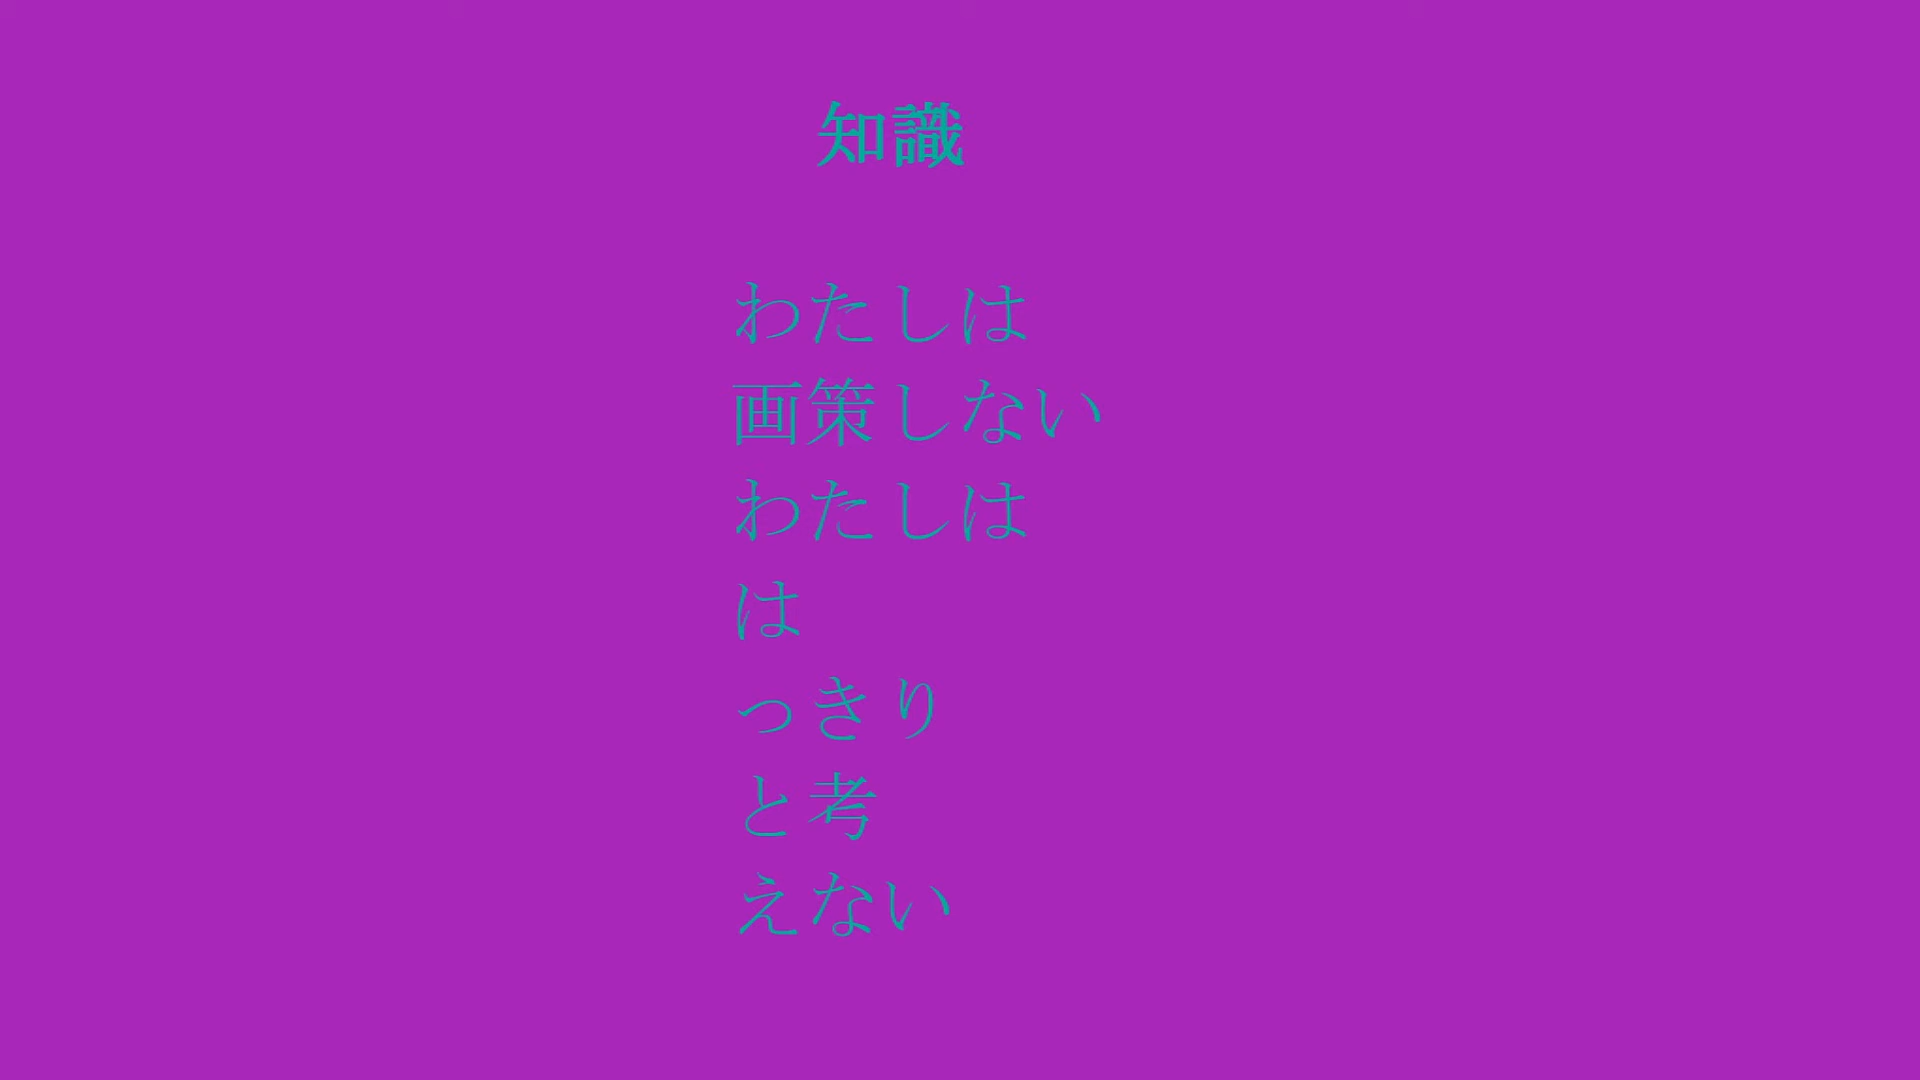 知識
わたしは
画策しない
わたしは
は
っきり
と考
えない